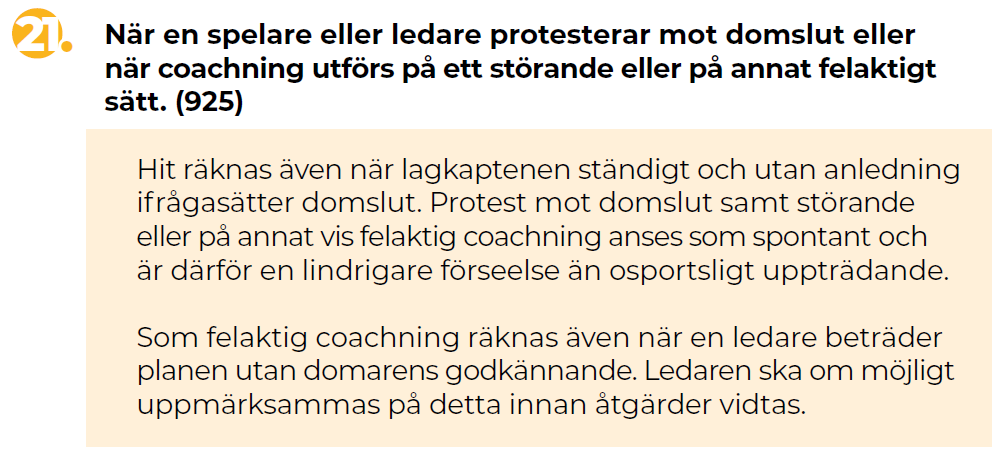 21.
När en spelare eller ledare protesterar mot domslut eller
när coachning utförs på ett störande eller på annat felaktigt
sätt. (925)
Hit räknas även när lagkaptenen ständigt och utan anledning
ifrågasätter domslut. Protest mot domslut samt störande
eller på annat vis felaktig coachning anses som spontant och
är därför en lindrigare förseelse än osportsligt uppträdande.
Som felaktig coachning räknas även när en ledare beträder
planen utan domarens godkännande. Ledaren ska om möjligt
uppmärksammas på detta innan åtgärder vidtas.